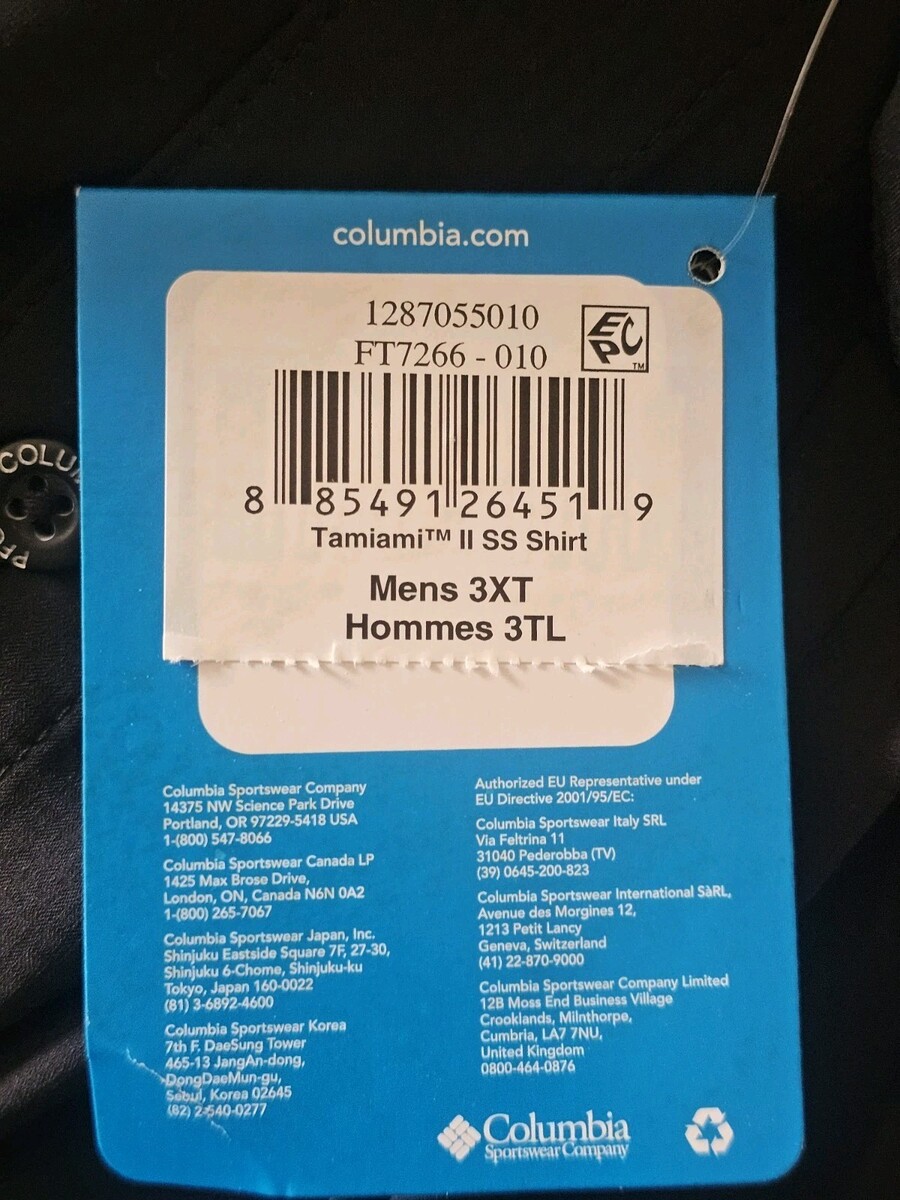 columbia.com
1287055010
FT7266 - 010
EPC™
8 85491 26451 9
Tamiami™ II SS Shirt
Mens 3XT
Hommes 3TL
Columbia Sportswear Company
14375 NW Science Park Drive
Portland, OR 97229-5418 USA
1-(800) 547-8066
Columbia Sportswear Canada LP
1425 Max Brose Drive,
London, ON, Canada N6N 0A2
1-(800) 265-7067
Columbia Sportswear Japan, Inc.
Shinjuku Eastside Square 7F, 27-30,
Shinjuku 6-Chome, Shinjuku-ku
Tokyo, Japan 160-0022
(81) 3-6892-4600
Columbia Sportswear Korea
7th F. DaeSung Tower
465-13 JangAn-dong,
DongDaeMun-gu,
Seoul, Korea 02645
(82) 2-540-0277
Authorized EU Representative under
EU Directive 2001/95/EC:
Columbia Sportswear Italy SRL
Via Feltrina 11
31040 Pederobba (TV)
(39) 0645-200-823
Columbia Sportswear International SàRL,
Avenue des Morgines 12,
1213 Petit Lancy
Geneva, Switzerland
(41) 22-870-9000
Columbia Sportswear Company Limited
12B Moss End Business Village
Crooklands, Milnthorpe,
Cumbria, LA7 7NU,
United Kingdom
0800-464-0876
Columbia
Sportswear Company
COLUM
PFG